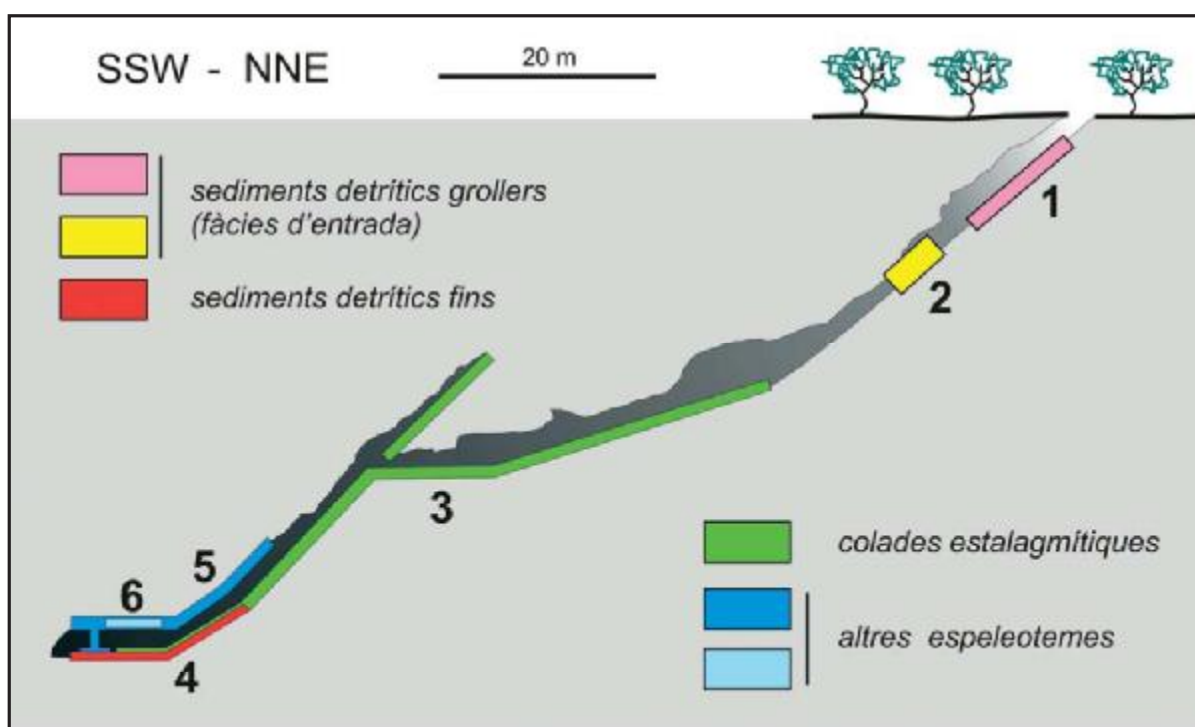 SSW - NNE
20 m
sediments detrítics grollers
(fàcies d'entrada)
sediments detrítics fins
1
2
3
4
5
6
colades estalagmítiques
altres espeleotemes